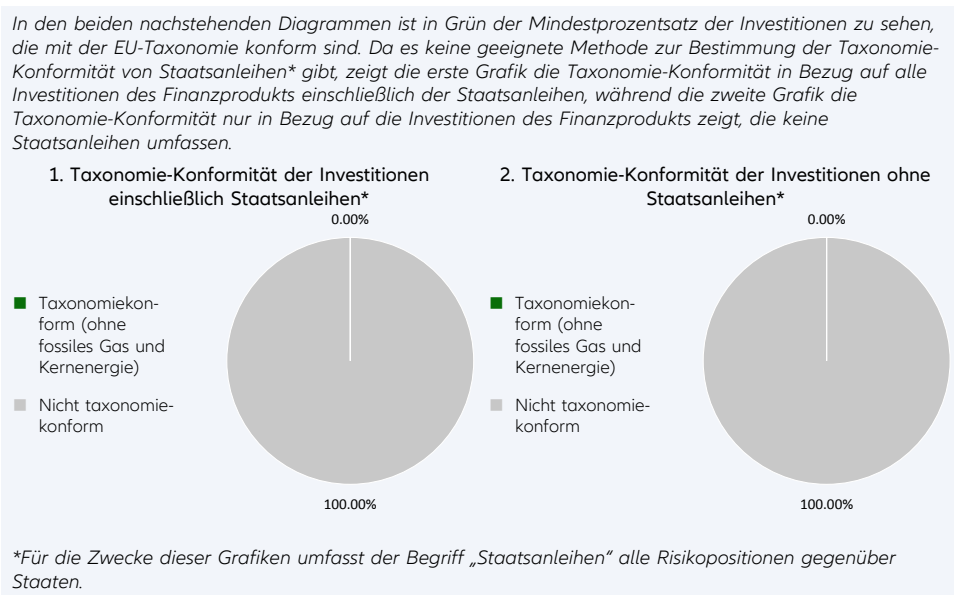 In den beiden nachstehenden Diagrammen ist in Grün der Mindestprozentsatz der Investitionen zu sehen,
die mit der EU-Taxonomie konform sind. Da es keine geeignete Methode zur Bestimmung der Taxonomie-
Konformität von Staatsanleihen* gibt, zeigt die erste Grafik die Taxonomie-Konformität in Bezug auf alle
Investitionen des Finanzprodukts einschließlich der Staatsanleihen, während die zweite Grafik die
Taxonomie-Konformität nur in Bezug auf die Investitionen des Finanzprodukts zeigt, die keine
Staatsanleihen umfassen.
1. Taxonomie-Konformität der Investitionen
einschließlich Staatsanleihen*
0.00%
Taxonomiekon-
form (ohne
fossiles Gas und
Kernenergie)
Nicht taxonomie-
konform
100.00%
2. Taxonomie-Konformität der Investitionen ohne
Staatsanleihen*
0.00%
Taxonomiekon-
form (ohne
fossiles Gas und
Kernenergie)
Nicht taxonomie-
konform
100.00%
*Für die Zwecke dieser Grafiken umfasst der Begriff „Staatsanleihen“ alle Risikopositionen gegenüber
Staaten.